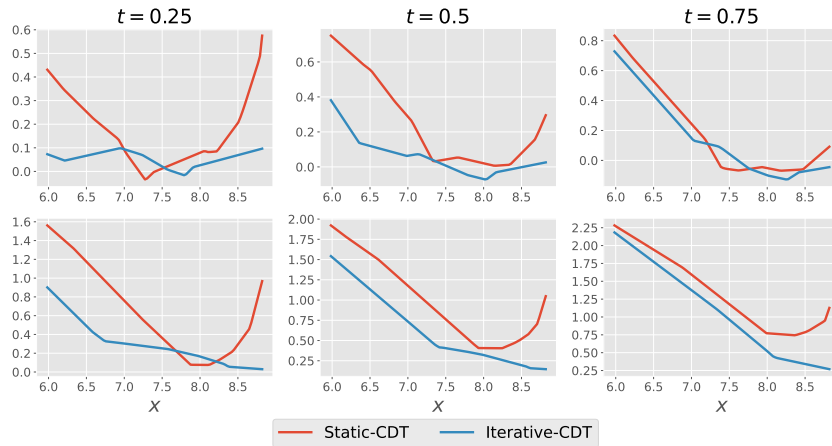 t = 0.25 t = 0.5 t = 0.75
0.6 0.5 0.4 0.3 0.2 0.1 0.0
6.0 6.5 7.0 7.5 8.0 8.5
0.6 0.4 0.2 0.0
6.0 6.5 7.0 7.5 8.0 8.5
0.8 0.6 0.4 0.2 0.0
6.0 6.5 7.0 7.5 8.0 8.5
1.6 1.4 1.2 1.0 0.8 0.6 0.4 0.2 0.0
6.0 6.5 7.0 7.5 8.0 8.5
x
2.00 1.75 1.50 1.25 1.00 0.75 0.50 0.25
6.0 6.5 7.0 7.5 8.0 8.5
x
2.25 2.00 1.75 1.50 1.25 1.00 0.75 0.50 0.25
6.0 6.5 7.0 7.5 8.0 8.5
x
Static-CDT Iterative-CDT